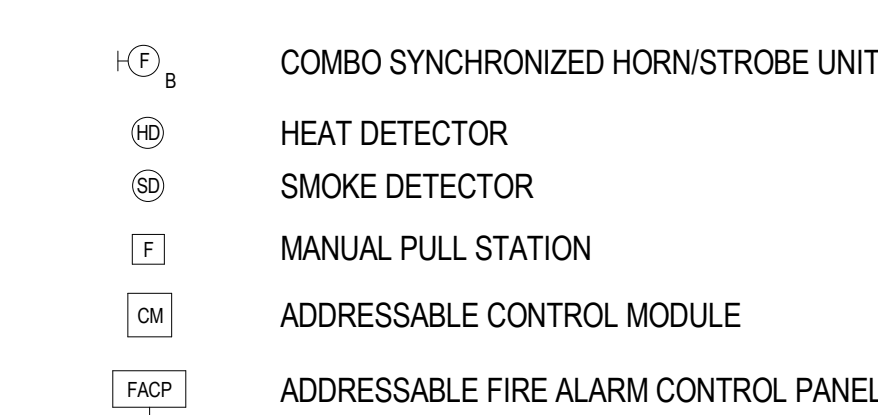 F B COMBO SYNCHRONIZED HORN/STROBE UNIT
HD HEAT DETECTOR
SD SMOKE DETECTOR
F MANUAL PULL STATION
CM ADDRESSABLE CONTROL MODULE
FACP ADDRESSABLE FIRE ALARM CONTROL PANEL